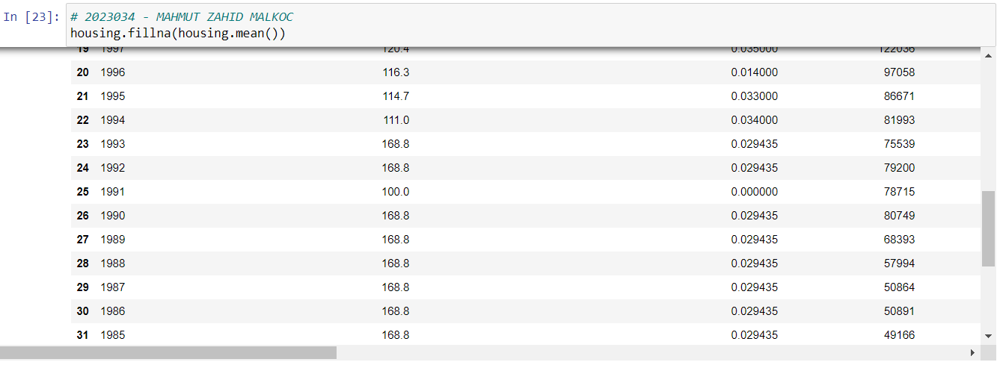 In [23]: # 2023034 - MAHMUT ZAHID MALKOC
housing.fillna(housing.mean())
19 1997 120.4 0.035000 122036
20 1996 116.3 0.014000 97058
21 1995 114.7 0.033000 86671
22 1994 111.0 0.034000 81993
23 1993 168.8 0.029435 75539
24 1992 168.8 0.029435 79200
25 1991 100.0 0.000000 78715
26 1990 168.8 0.029435 80749
27 1989 168.8 0.029435 68393
28 1988 168.8 0.029435 57994
29 1987 168.8 0.029435 50864
30 1986 168.8 0.029435 50891
31 1985 168.8 0.029435 49166